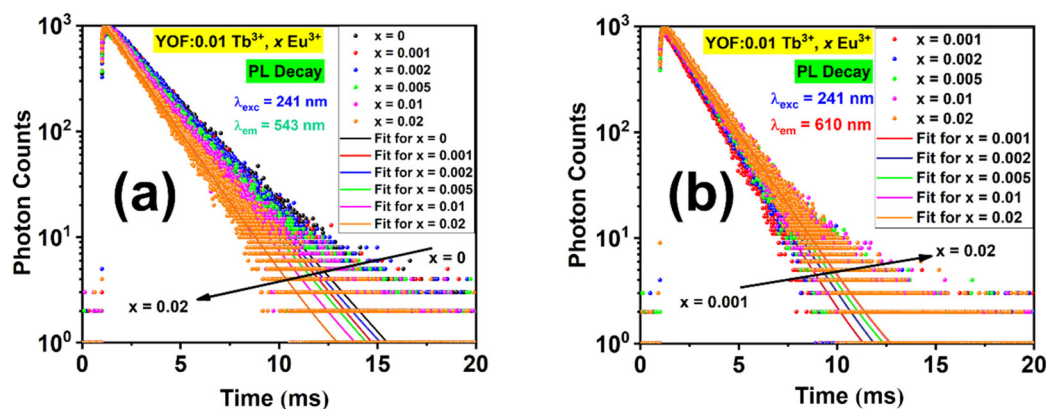 (a)
YOF:0.01 Tb³⁺, x Eu³⁺
PL Decay
λexc = 241 nm
λem = 543 nm
x = 0
x = 0.001
x = 0.002
x = 0.005
x = 0.01
x = 0.02
Fit for x = 0
Fit for x = 0.001
Fit for x = 0.002
Fit for x = 0.005
Fit for x = 0.01
Fit for x = 0.02
x = 0
x = 0.02
Photon Counts
10³
10²
10¹
10⁰
0
5
10
15
20
Time (ms)
(b)
YOF:0.01 Tb³⁺, x Eu³⁺
PL Decay
λexc = 241 nm
λem = 610 nm
x = 0.001
x = 0.002
x = 0.005
x = 0.01
x = 0.02
Fit for x = 0.001
Fit for x = 0.002
Fit for x = 0.005
Fit for x = 0.01
Fit for x = 0.02
x = 0.02
x = 0.001
Photon Counts
10³
10²
10¹
10⁰
0
5
10
15
20
Time (ms)